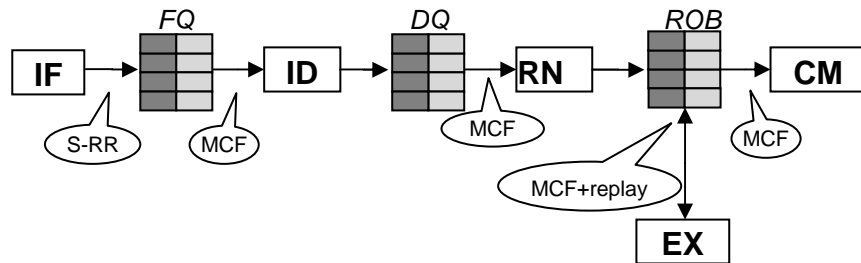 FQ
DQ
ROB
IF
ID
RN
CM
S-RR
MCF
MCF
MCF
MCF+replay
EX